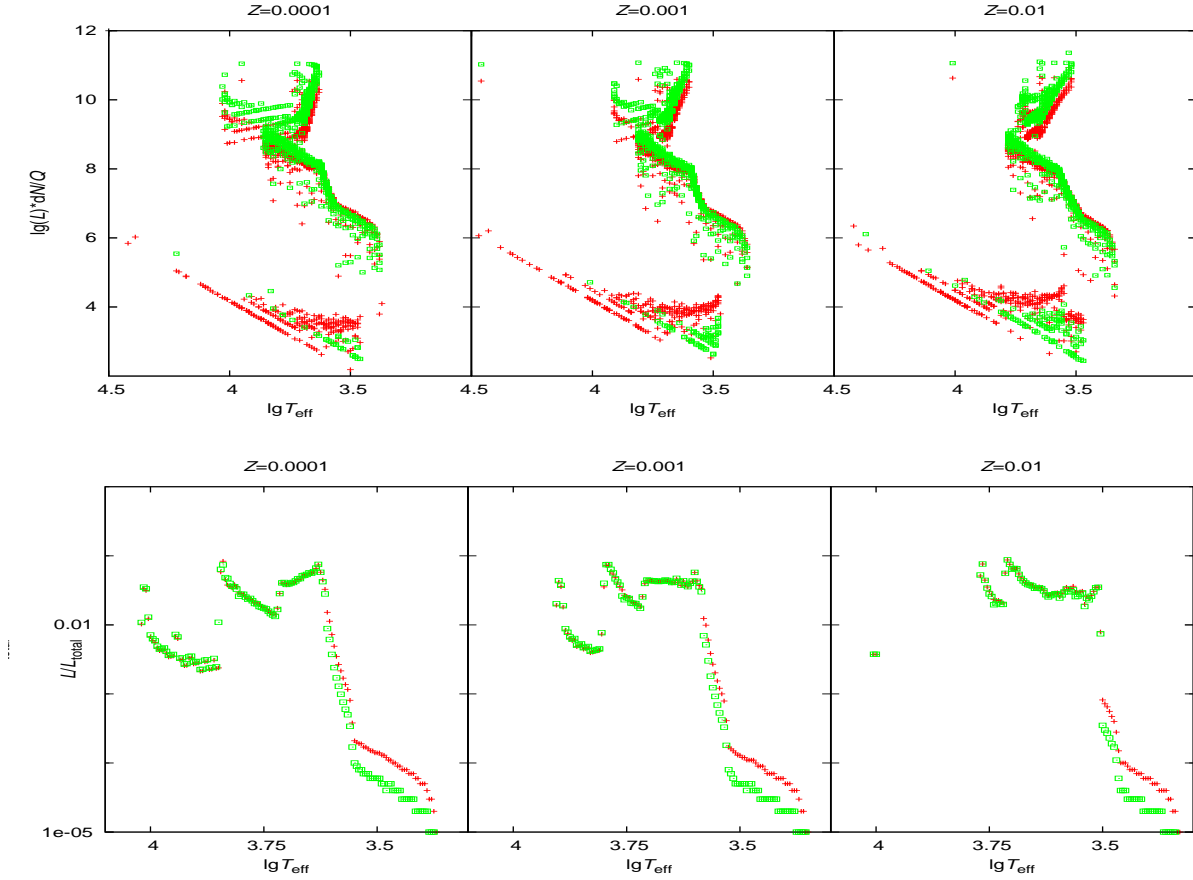 Z=0.0001
Z=0.001
Z=0.01
12
10
8
6
4
lg(L)*dN/Q
4.5
4
3.5
4.5
4
3.5
4.5
4
3.5
lg T_eff
lg T_eff
lg T_eff
Z=0.0001
Z=0.001
Z=0.01
0.01
1e-05
L/L_total
4
3.75
3.5
4
3.75
3.5
4
3.75
3.5
lg T_eff
lg T_eff
lg T_eff